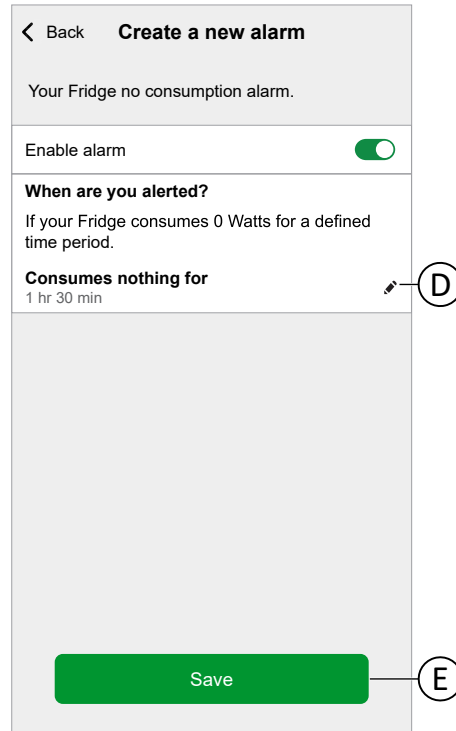 Back Create a new alarm
Your Fridge no consumption alarm.
Enable alarm
When are you alerted?
If your Fridge consumes 0 Watts for a defined
time period.
Consumes nothing for
1 hr 30 min
D
Save
E